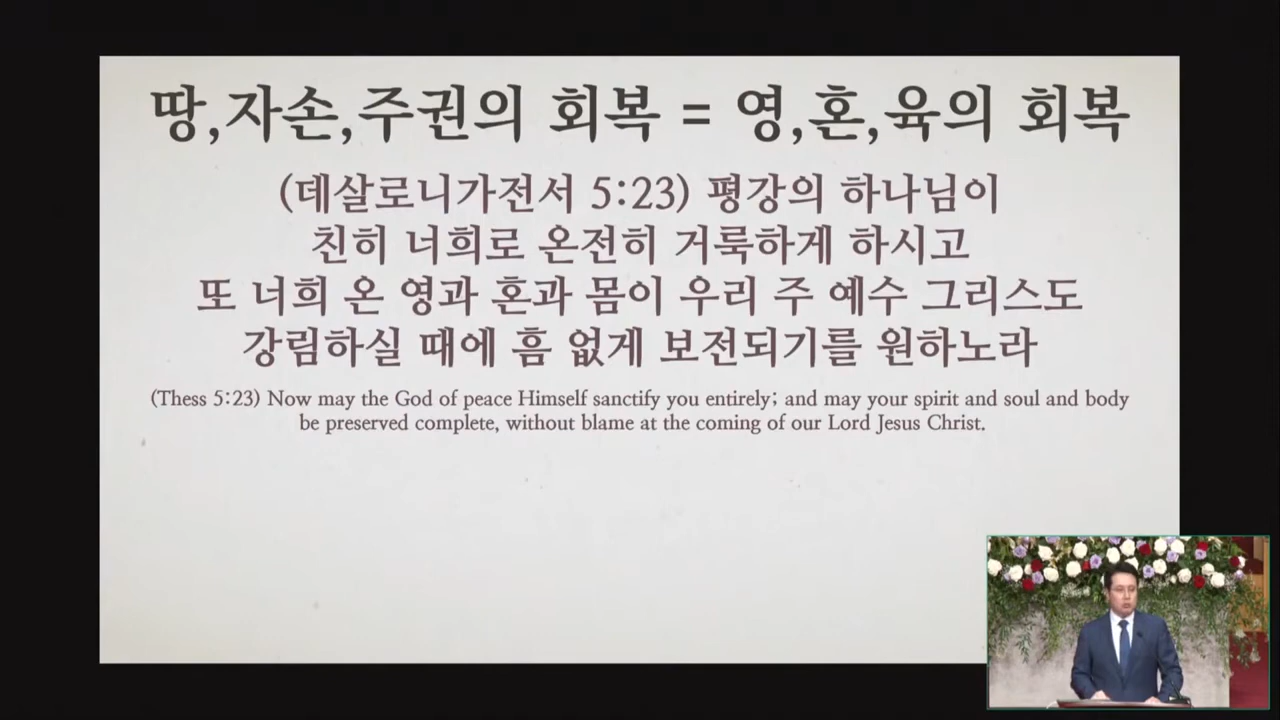 땅,자손,주권의 회복 = 영,혼,육의 회복
(데살로니가전서 5:23) 평강의 하나님이
친히 너희로 온전히 거룩하게 하시고
또 너희 온 영과 혼과 몸이 우리 주 예수 그리스도
강림하실 때에 흠 없게 보전되기를 원하노라
(Thess 5:23) Now may the God of peace Himself sanctify you entirely; and may your spirit and soul and body
be preserved complete, without blame at the coming of our Lord Jesus Christ.